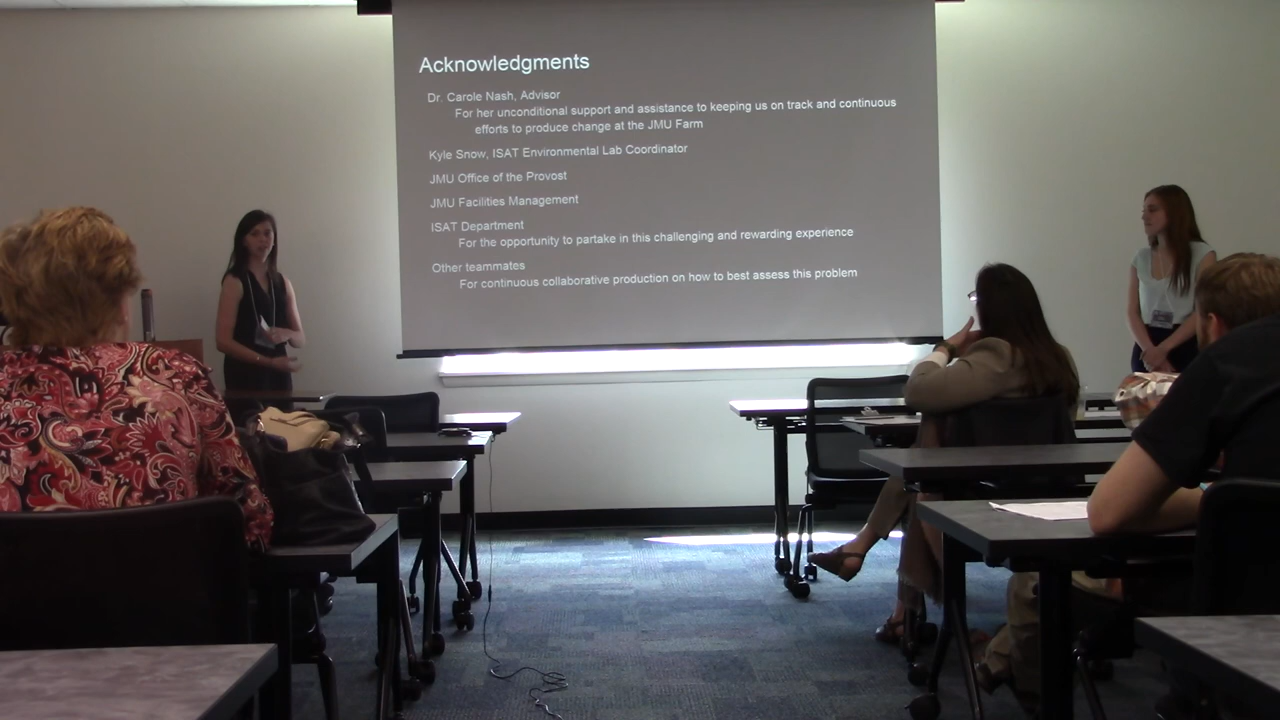 Acknowledgments
Dr. Carole Nash, Advisor
For her unconditional support and assistance to keeping us on track and continuous
efforts to produce change at the JMU Farm
Kyle Snow, ISAT Environmental Lab Coordinator
JMU Office of the Provost
JMU Facilities Management
ISAT Department
For the opportunity to partake in this challenging and rewarding experience
Other teammates
For continuous collaborative production on how to best assess this problem